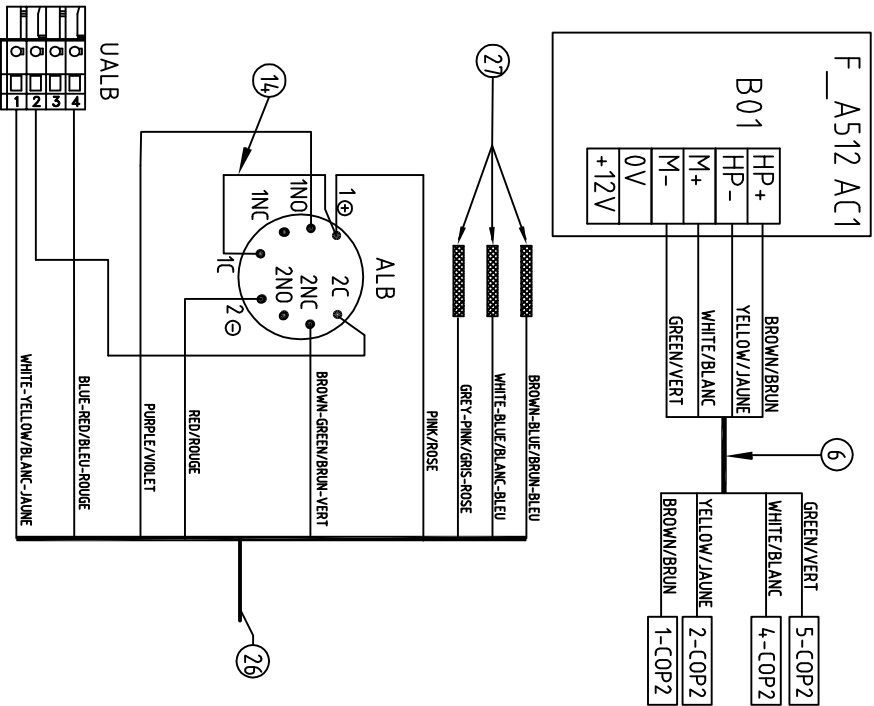 F_A512 AC1
B01
HP+
HP-
M+
M-
0V
+12V
BROWN/BRUN
YELLOW/JAUNE
WHITE/BLANC
GREEN/VERT
6
GREEN/VERT
WHITE/BLANC
YELLOW/JAUNE
BROWN/BRUN
5-COP2
4-COP2
2-COP2
1-COP2
27
BROWN-BLUE/BRUN-BLEU
WHITE-BLUE/BLANC-BLEU
GREY-PINK/GRIS-ROSE
14
ALB
1 +
1NO
1NC
1C
2C
2NC
2NO
2 -
PINK/ROSE
BROWN-GREEN/BRUN-VERT
RED/ROUGE
PURPLE/VIOLET
BLUE-RED/BLEU-ROUGE
WHITE-YELLOW/BLANC-JAUNE
UALB
4
3
2
1
26